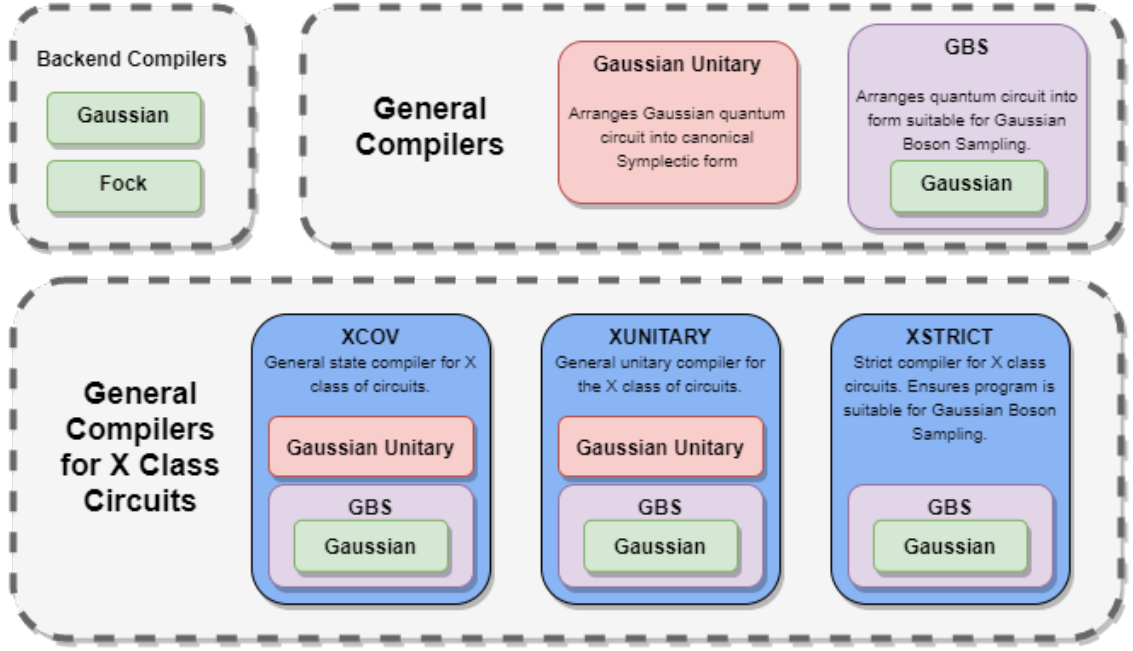 Backend Compilers
Gaussian
Fock
General
Compilers
Gaussian Unitary
Arranges Gaussian quantum
circuit into canonical
Symplectic form
GBS
Arranges quantum circuit into
form suitable for Gaussian
Boson Sampling.
Gaussian
General
Compilers
for X Class
Circuits
XCOV
General state compiler for X
class of circuits.
Gaussian Unitary
GBS
Gaussian
XUNITARY
General unitary compiler for
the X class of circuits.
Gaussian Unitary
GBS
Gaussian
XSTRICT
Strict compiler for X class
circuits. Ensures program is
suitable for Gaussian Boson
Sampling.
GBS
Gaussian